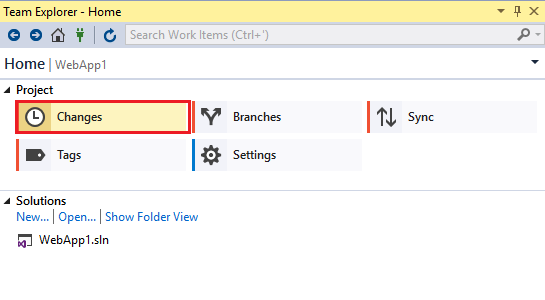 Team Explorer - Home
Search Work Items (Ctrl+')
Home | WebApp1
Project
Changes Branches Sync
Tags Settings
Solutions
New... | Open... | Show Folder View
WebApp1.sln